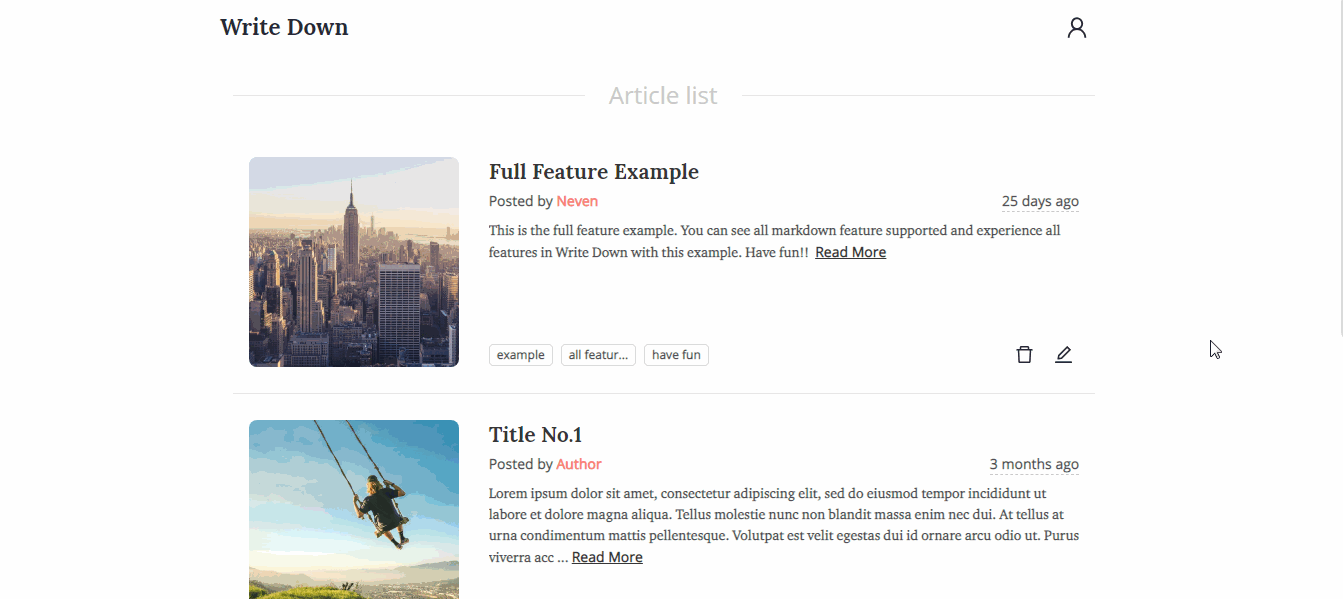 Write Down
Article list
Full Feature Example
Posted by Neven
25 days ago
This is the full feature example. You can see all markdown feature supported and experience all
features in Write Down with this example. Have fun!! Read More
example
all featur...
have fun
Title No.1
Posted by Author
3 months ago
Lorem ipsum dolor sit amet, consectetur adipiscing elit, sed do eiusmod tempor incididunt ut
labore et dolore magna aliqua. Tellus molestie nunc non blandit massa enim nec dui. At tellus at
urna condimentum mattis pellentesque. Volutpat est velit egestas dui id ornare arcu odio ut. Purus
viverra acc ... Read More